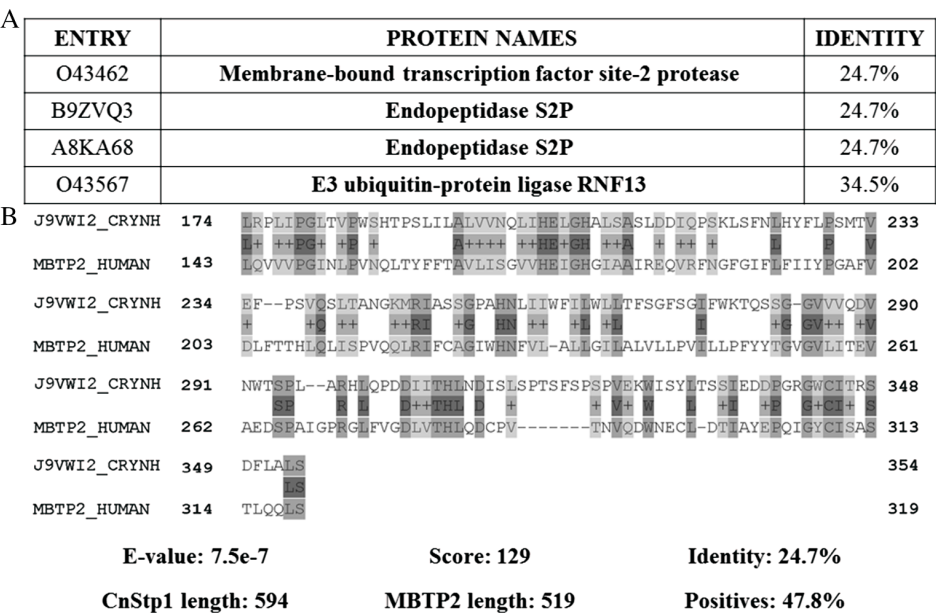 A
ENTRY PROTEIN NAMES IDENTITY
O43462 Membrane-bound transcription factor site-2 protease 24.7%
B9ZVQ3 Endopeptidase S2P 24.7%
A8KA68 Endopeptidase S2P 24.7%
O43567 E3 ubiquitin-protein ligase RNF13 34.5%
B
J9VWI2_CRYNH 174 LRPLIPGLTVPWSHTPSLILALVVNQLIHELGHALSASLDDIQPSKLSFNLHYFLPSMTV 233
L+ ++PG+ +P + A++++ ++HE+GH ++A + ++ + L P V
MBTP2_HUMAN 143 LQVVVPGINLPVNQLTYFFTAVLISGVVHEIGHGIAAIREQVRFNGFGIFLFIIYPGAFV 202
J9VWI2_CRYNH 234 EF--PSVQSLTANGKMRIASSGPAHNLIIWFILWLLTFSGFSGIFWKTQSSG-GVVVQDV 290
+ +Q ++ ++RI +G HN ++ +L +L I +G GV++ +V
MBTP2_HUMAN 203 DLFTTHLQLISPVQQLRIFCAGIWHNFVL-ALLGILALVLLPVILLPFYYTGVGVLITEV 261
J9VWI2_CRYNH 291 NWTSPL--ARHLQPDDIITHLNDISLSPTSFSPSPVEKWISYLTSSIEDDPGRGWCITRS 348
SP R L D++THL D + + V+ W L +I +P G+CI+ S
MBTP2_HUMAN 262 AEDSPAIGPRGLFVGDLVTHLQDCPV-------TNVQDWNECL-DTIAYEPQIGYCISAS 313
J9VWI2_CRYNH 349 DFLALS 354
LS
MBTP2_HUMAN 314 TLQQLS 319
E-value: 7.5e-7 Score: 129 Identity: 24.7%
CnStp1 length: 594 MBTP2 length: 519 Positives: 47.8%